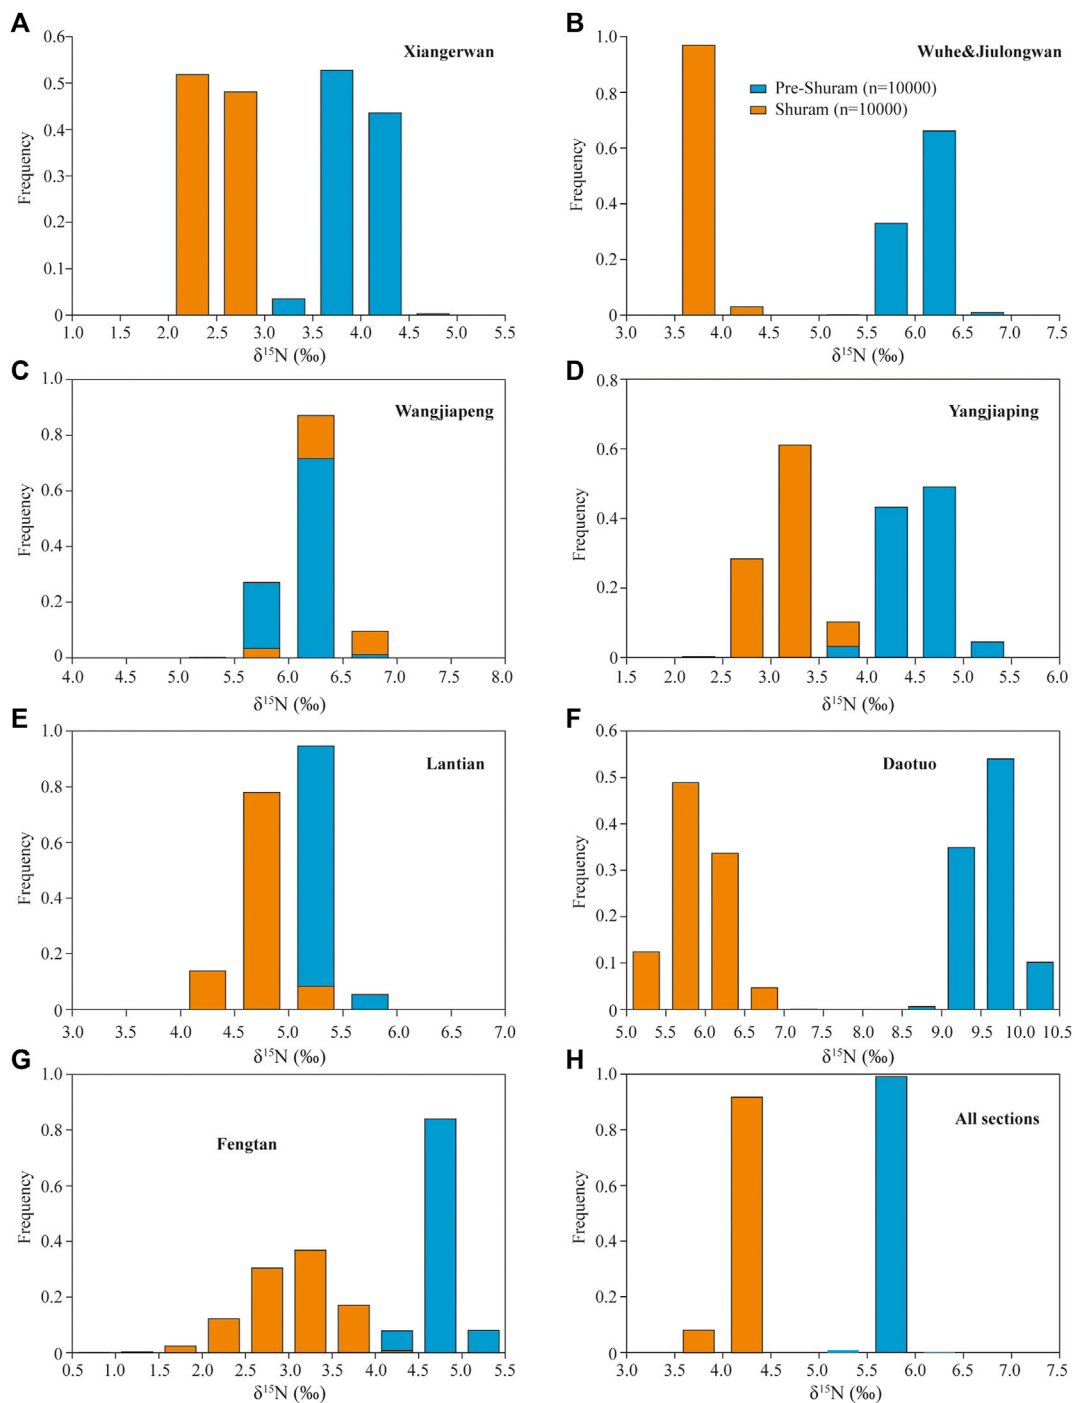 A
Xiangerwan
Frequency
0.6
0.5
0.4
0.3
0.2
0.1
0
1.0 1.5 2.0 2.5 3.0 3.5 4.0 4.5 5.0 5.5
δ¹⁵N (‰)
B
Wuhe&Jiulongwan
Pre-Shuram (n=10000)
Shuram (n=10000)
Frequency
1.0
0.8
0.6
0.4
0.2
0
3.0 3.5 4.0 4.5 5.0 5.5 6.0 6.5 7.0 7.5
δ¹⁵N (‰)
C
Wangjiapeng
Frequency
1.0
0.8
0.6
0.4
0.2
0
4.0 4.5 5.0 5.5 6.0 6.5 7.0 7.5 8.0
δ¹⁵N (‰)
D
Yangjiaping
Frequency
0.8
0.6
0.4
0.2
0
1.5 2.0 2.5 3.0 3.5 4.0 4.5 5.0 5.5 6.0
δ¹⁵N (‰)
E
Lantian
Frequency
1.0
0.8
0.6
0.4
0.2
0
3.0 3.5 4.0 4.5 5.0 5.5 6.0 6.5 7.0
δ¹⁵N (‰)
F
Daotuo
Frequency
0.6
0.5
0.4
0.3
0.2
0.1
0
5.0 5.5 6.0 6.5 7.0 7.5 8.0 8.5 9.0 9.5 10.0 10.5
δ¹⁵N (‰)
G
Fengtan
Frequency
1.0
0.8
0.6
0.4
0.2
0
0.5 1.0 1.5 2.0 2.5 3.0 3.5 4.0 4.5 5.0 5.5
δ¹⁵N (‰)
H
All sections
Frequency
1.0
0.8
0.6
0.4
0.2
0
3.0 3.5 4.0 4.5 5.0 5.5 6.0 6.5 7.0 7.5
δ¹⁵N (‰)